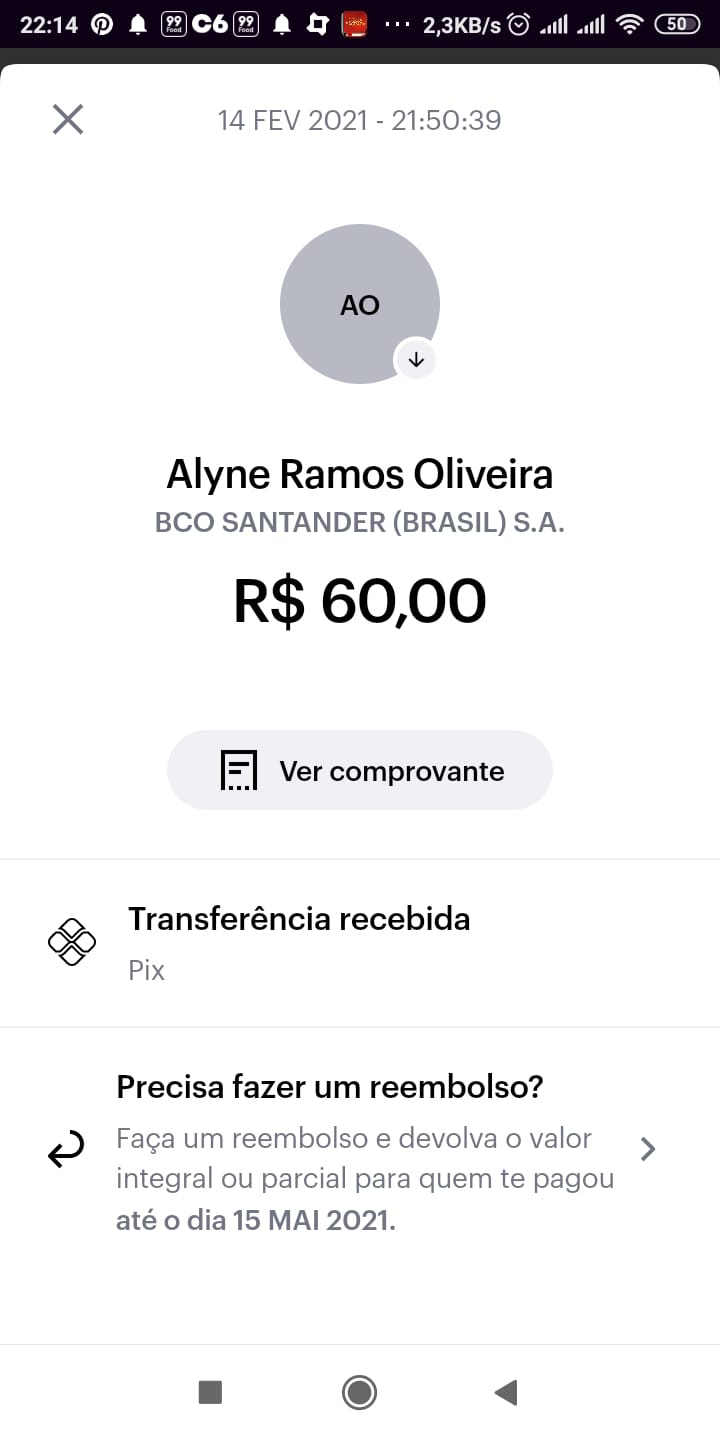 22:14 99 Food C6 99 Food ... 2,3KB/s 50
14 FEV 2021 - 21:50:39
AO
Alyne Ramos Oliveira
BCO SANTANDER (BRASIL) S.A.
R$ 60,00
Ver comprovante
Transferência recebida
Pix
Precisa fazer um reembolso?
Faça um reembolso e devolva o valor
integral ou parcial para quem te pagou
até o dia 15 MAI 2021.